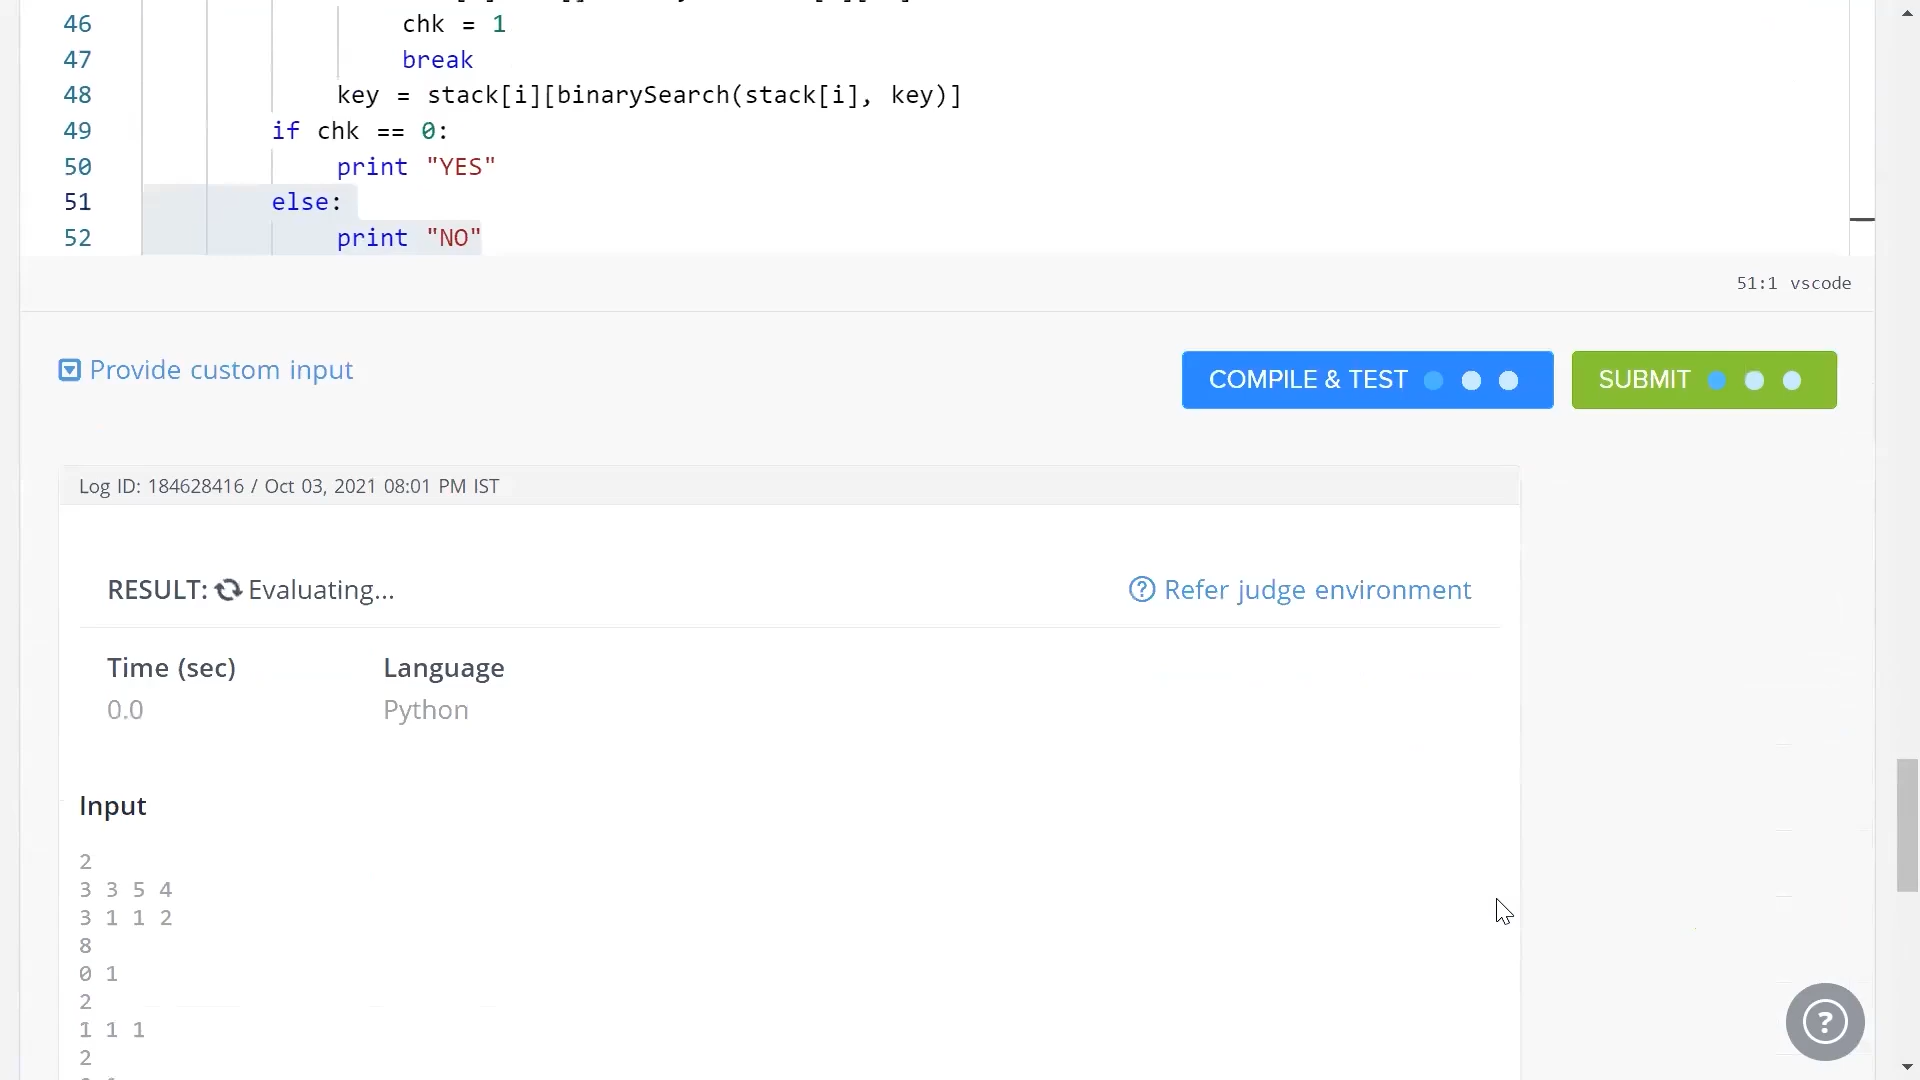 46 chk = 1
47 break
48 key = stack[i][binarySearch(stack[i], key)]
49 if chk == 0:
50 print "YES"
51 else:
52 print "NO"
51:1 vscode
Provide custom input
COMPILE & TEST
SUBMIT
Log ID: 184628416 / Oct 03, 2021 08:01 PM IST
RESULT: Evaluating...
Refer judge environment
Time (sec) Language
0.0 Python
Input
2
3 3 5 4
3 1 1 2
8
0 1
2
1 1 1
2
?